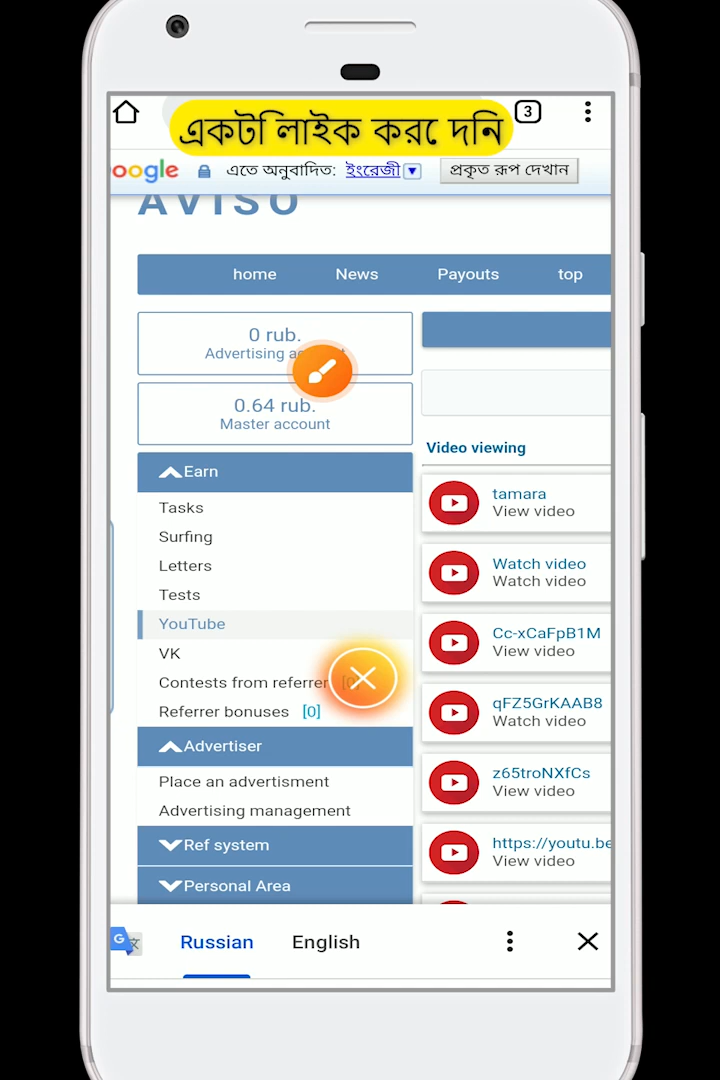 একটি লাইক করে দিন
3
oogle এতে অনুবাদিত: ইংরেজী প্রকৃত রূপ দেখান
AVISO
home News Payouts top
0 rub.
Advertising
0.64 rub.
Master account
Earn
Tasks
Surfing
Letters
Tests
YouTube
VK
Contests from referrer [0]
Referrer bonuses [0]
Advertiser
Place an advertisment
Advertising management
Ref system
Personal Area
Video viewing
tamara
View video
Watch video
Watch video
Cc-xCaFpB1M
View video
qFZ5GrKAAB8
Watch video
z65troNXfCs
View video
https://youtu.be
View video
G 文
Russian English